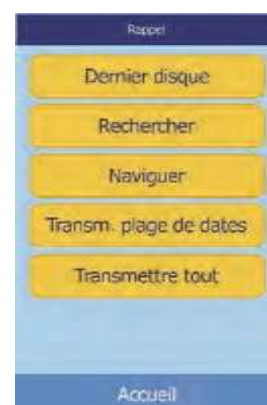 Rappel
Dernier disque
Rechercher
Naviguer
Transm. plage de dates
Transmettre tout
Accueil